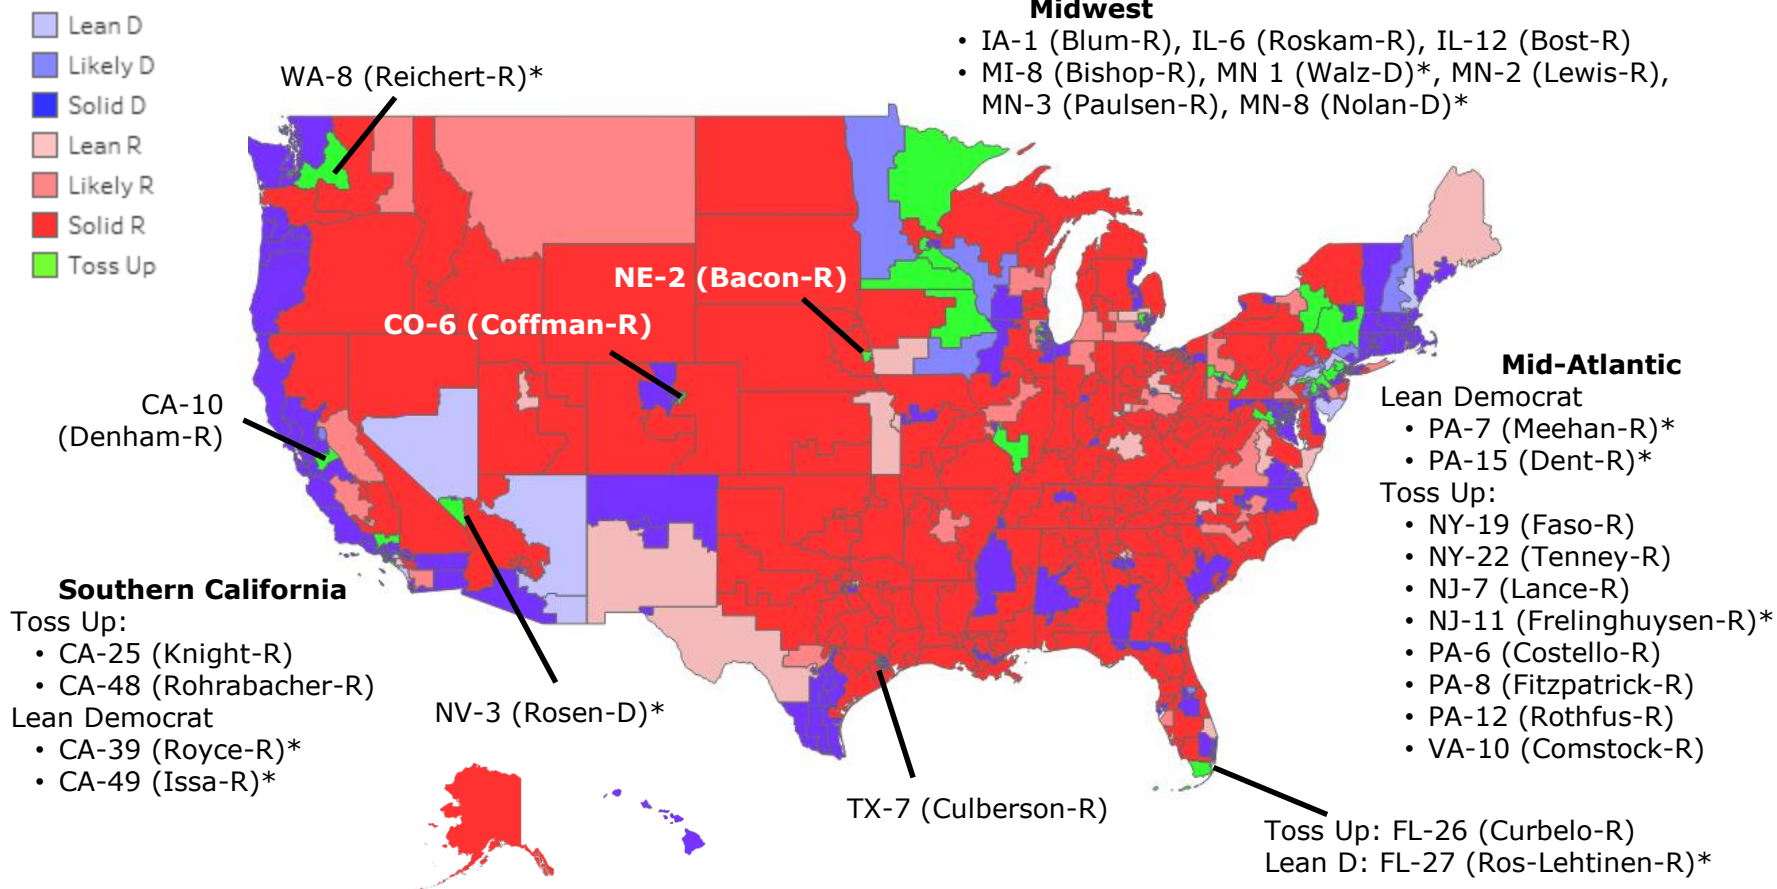 Lean D
Likely D
Solid D
Lean R
Likely R
Solid R
Toss Up
WA-8 (Reichert-R)*
Midwest
• IA-1 (Blum-R), IL-6 (Roskam-R), IL-12 (Bost-R)
• MI-8 (Bishop-R), MN 1 (Walz-D)*, MN-2 (Lewis-R),
MN-3 (Paulsen-R), MN-8 (Nolan-D)*
NE-2 (Bacon-R)
CO-6 (Coffman-R)
CA-10
(Denham-R)
Mid-Atlantic
Lean Democrat
• PA-7 (Meehan-R)*
• PA-15 (Dent-R)*
Toss Up:
• NY-19 (Faso-R)
• NY-22 (Tenney-R)
• NJ-7 (Lance-R)
• NJ-11 (Frelinghuysen-R)*
• PA-6 (Costello-R)
• PA-8 (Fitzpatrick-R)
• PA-12 (Rothfus-R)
• VA-10 (Comstock-R)
Southern California
Toss Up:
• CA-25 (Knight-R)
• CA-48 (Rohrabacher-R)
Lean Democrat
• CA-39 (Royce-R)*
• CA-49 (Issa-R)*
NV-3 (Rosen-D)*
TX-7 (Culberson-R)
Toss Up: FL-26 (Curbelo-R)
Lean D: FL-27 (Ros-Lehtinen-R)*